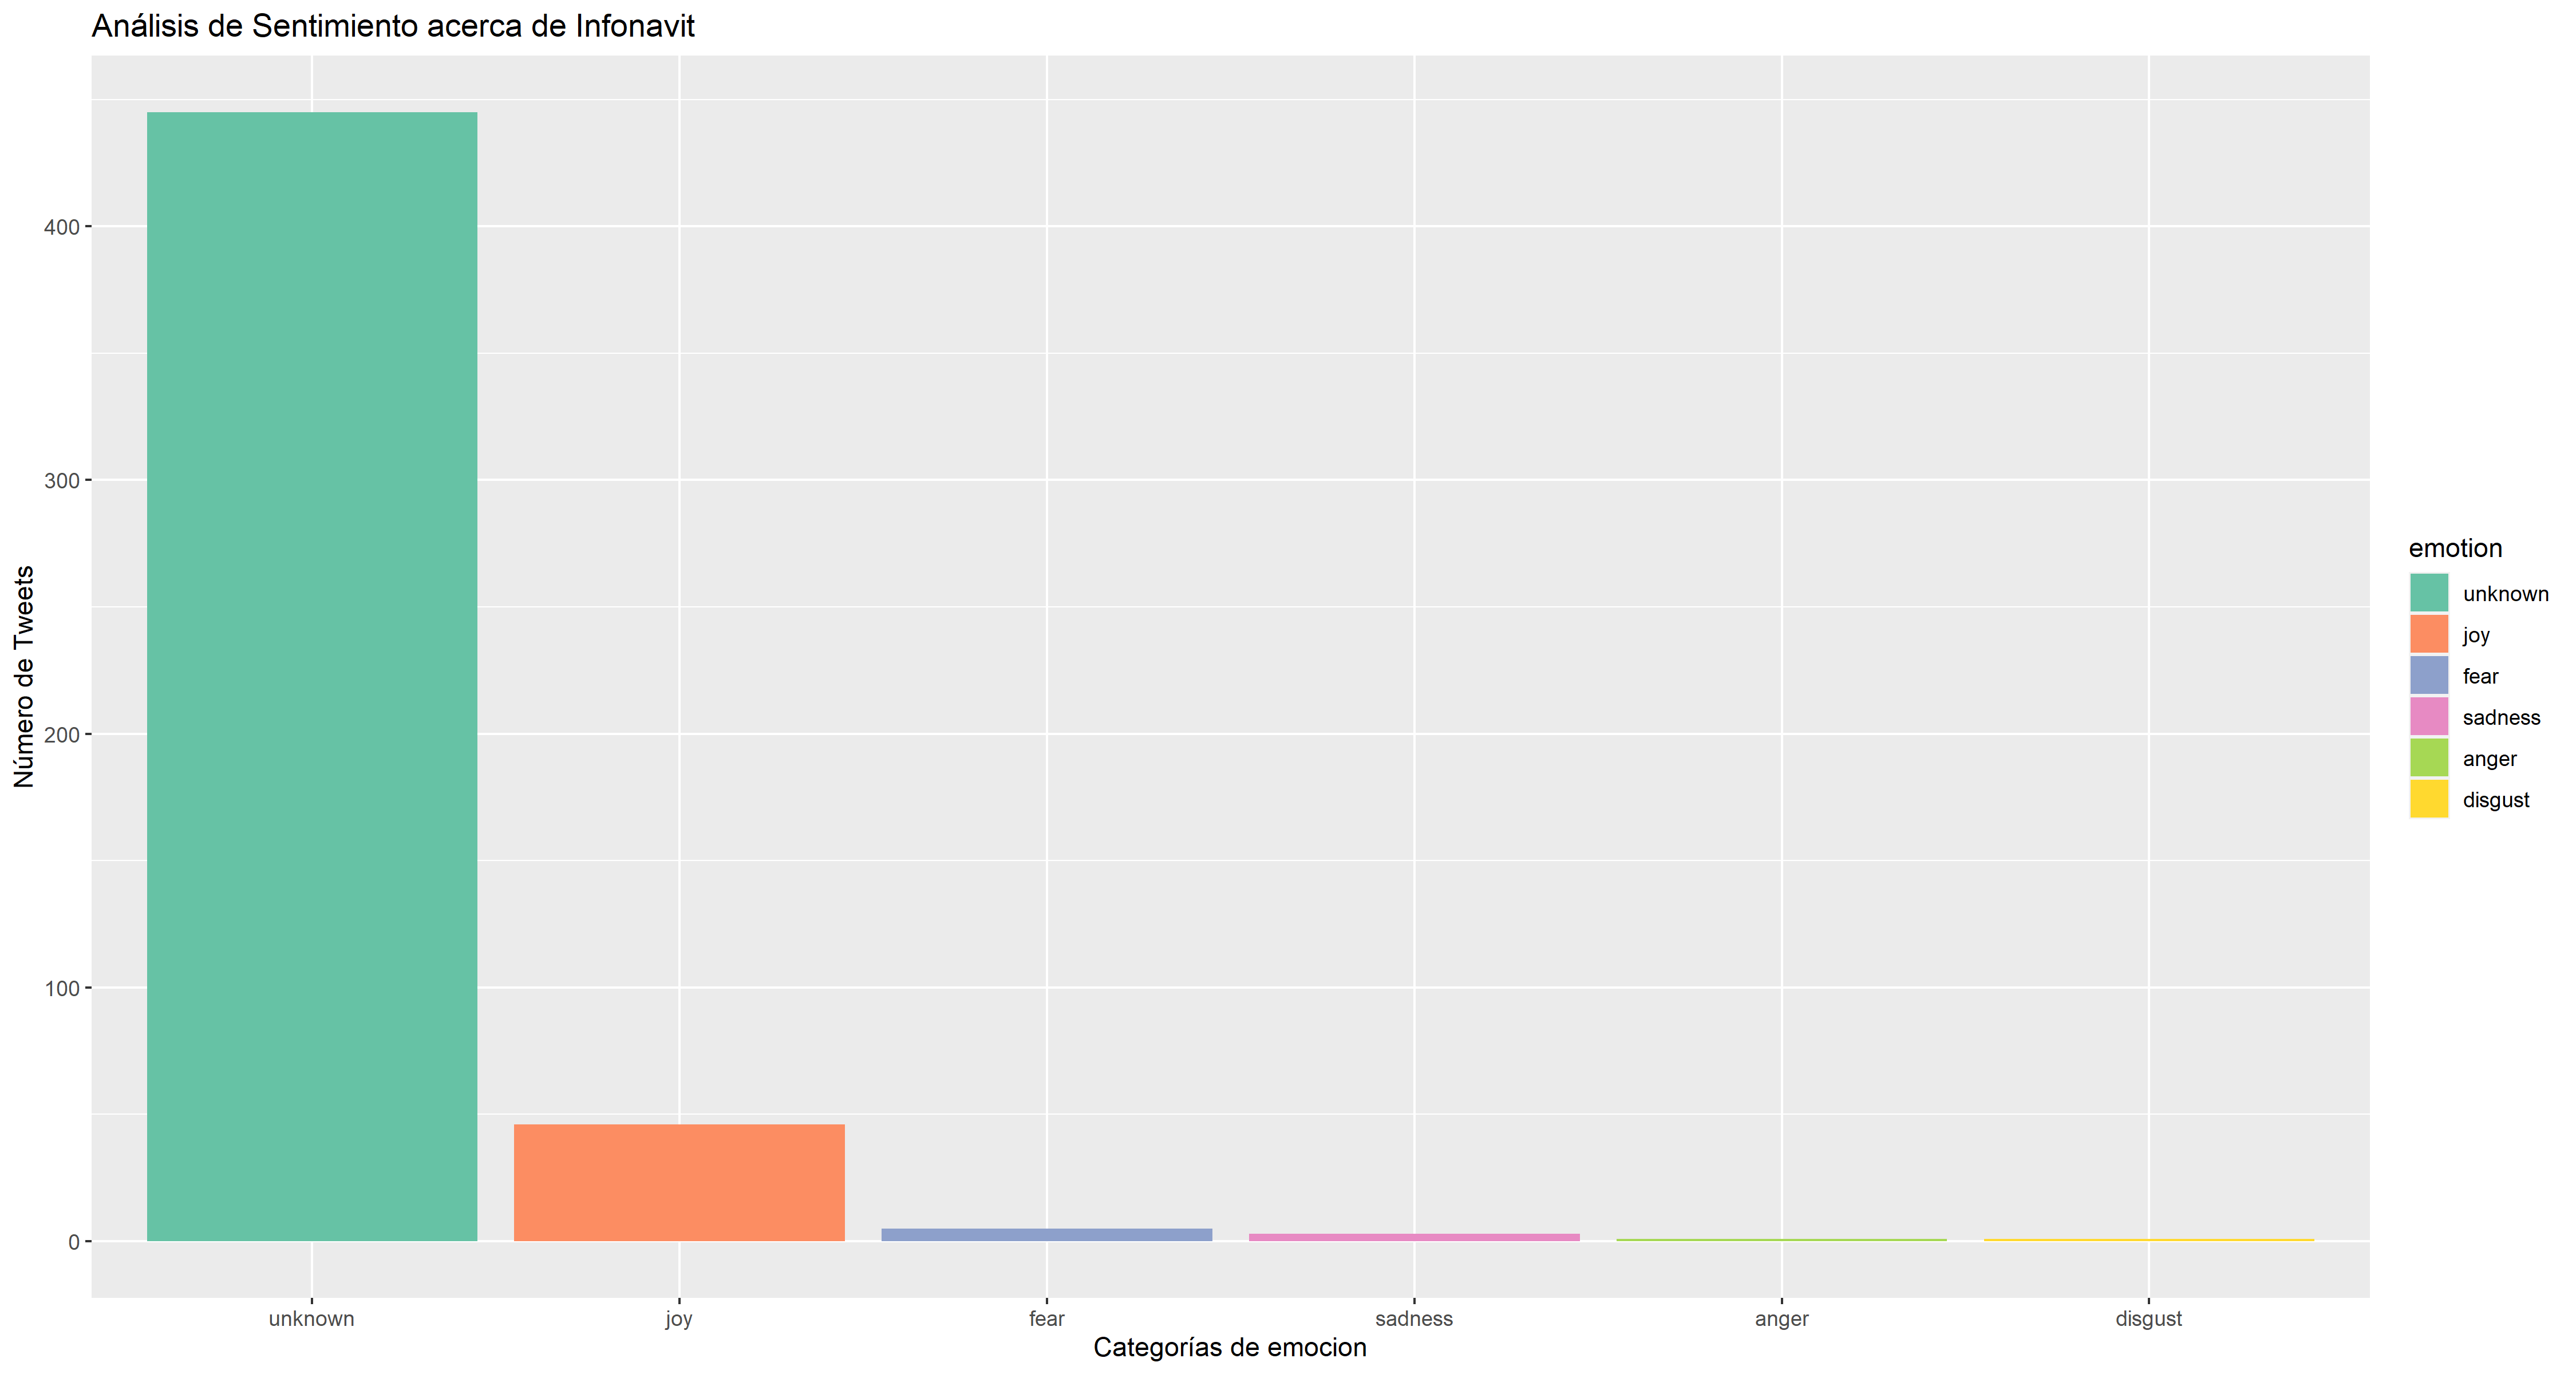 Análisis de Sentimiento acerca de Infonavit
Número de Tweets
400
300
200
100
0
unknown
joy
fear
sadness
anger
disgust
Categorías de emocion
emotion
unknown
joy
fear
sadness
anger
disgust